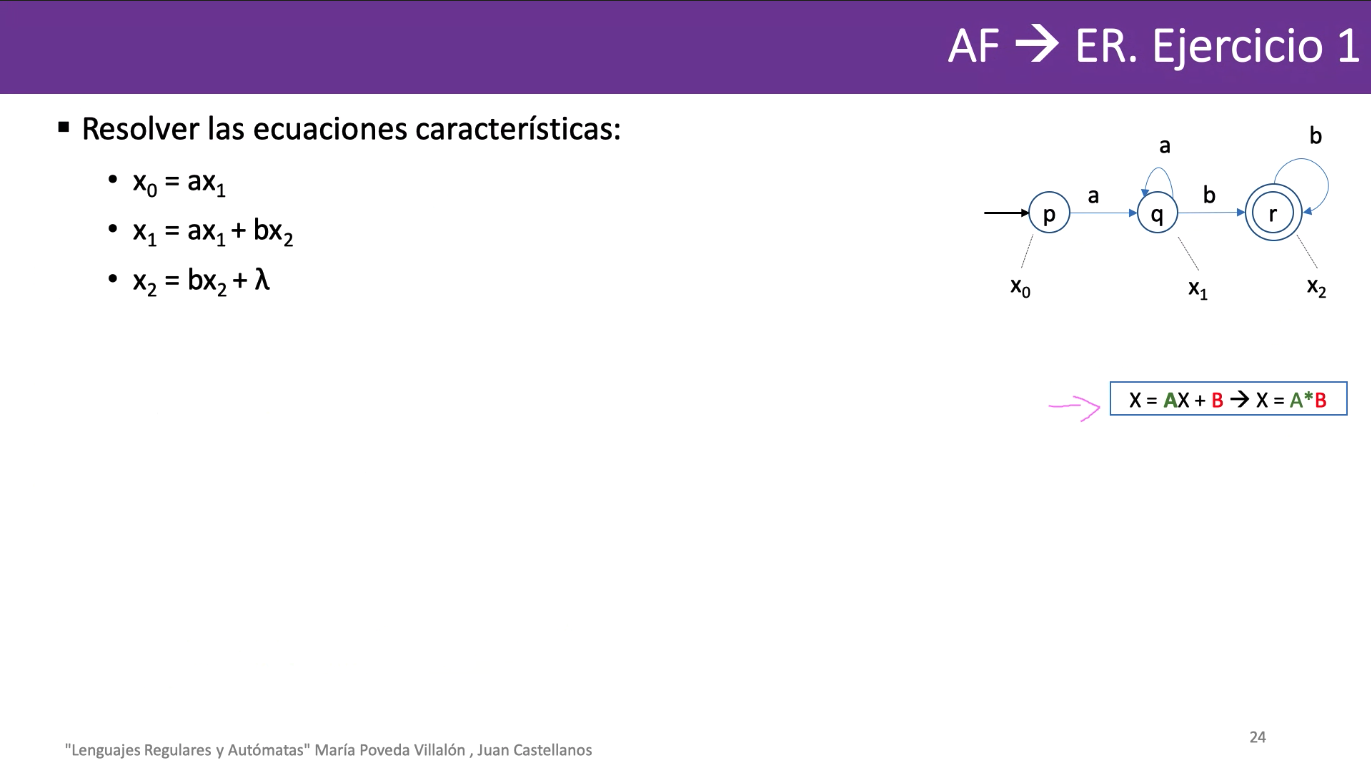 AF → ER. Ejercicio 1
▪ Resolver las ecuaciones características:
• x₀ = ax₁
• x₁ = ax₁ + bx₂
• x₂ = bx₂ + λ
b
a
a
b
p
q
r
x₀
x₁
x₂
X = AX + B → X = A*B
"Lenguajes Regulares y Autómatas" María Poveda Villalón , Juan Castellanos
24